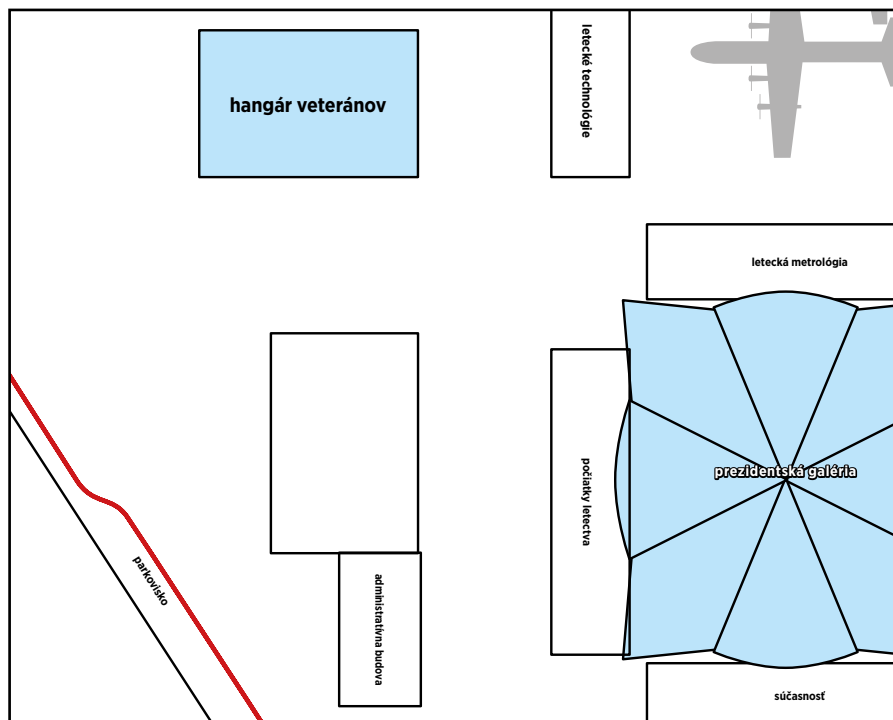 hangár veteránov
letecké technológie
letecká metrológia
počiatky letectva
prezidentská galéria
parkovisko
administratívna budova
súčasnosť